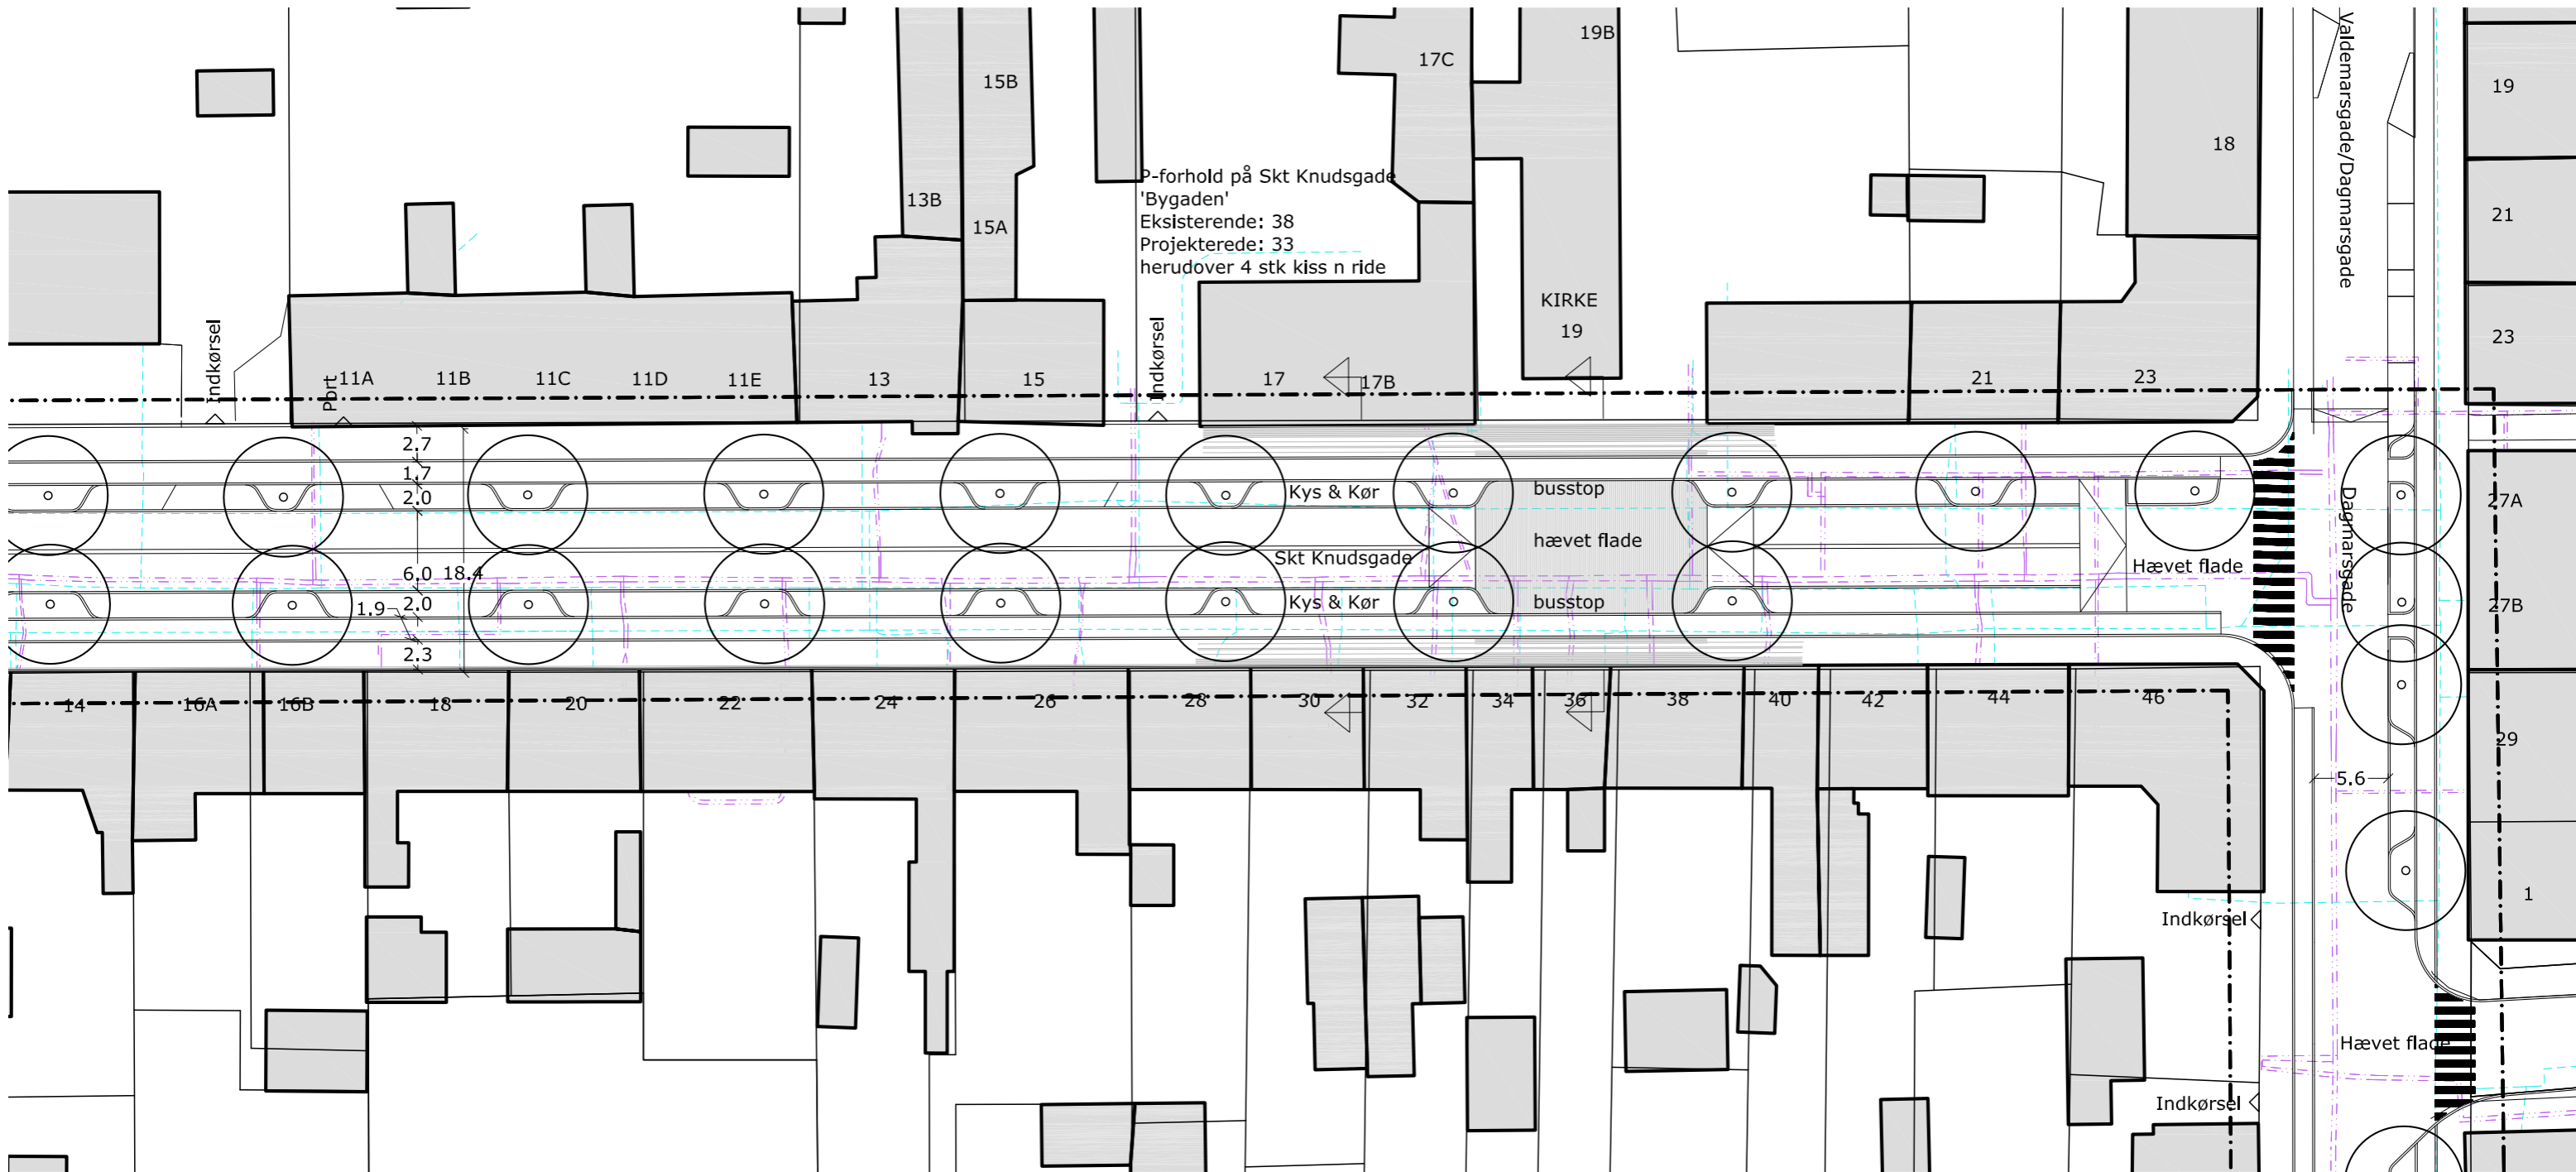 19B
17C
15B
19
18
13B
15A
21
P-forhold på Skt Knudsgade
'Bygaden'
Eksisterende: 38
Projekterede: 33
herudover 4 stk kiss n ride
Valdemarsgade/Dagmarsgade
KIRKE
19
23
Indkørsel
Port
11A
11B
11C
11D
11E
13
15
Indkørsel
17
17B
21
23
2.7
1.7
2.0
6.0
18.4
2.0
1.9
2.3
Kys & Kør
busstop
hævet flade
Skt Knudsgade
Kys & Kør
busstop
Hævet flade
Dagmarsgade
27A
27B
14
16A
16B
18
20
22
24
26
28
30
32
34
36
38
40
42
44
46
29
5.6
1
Indkørsel
Hævet flade
Indkørsel